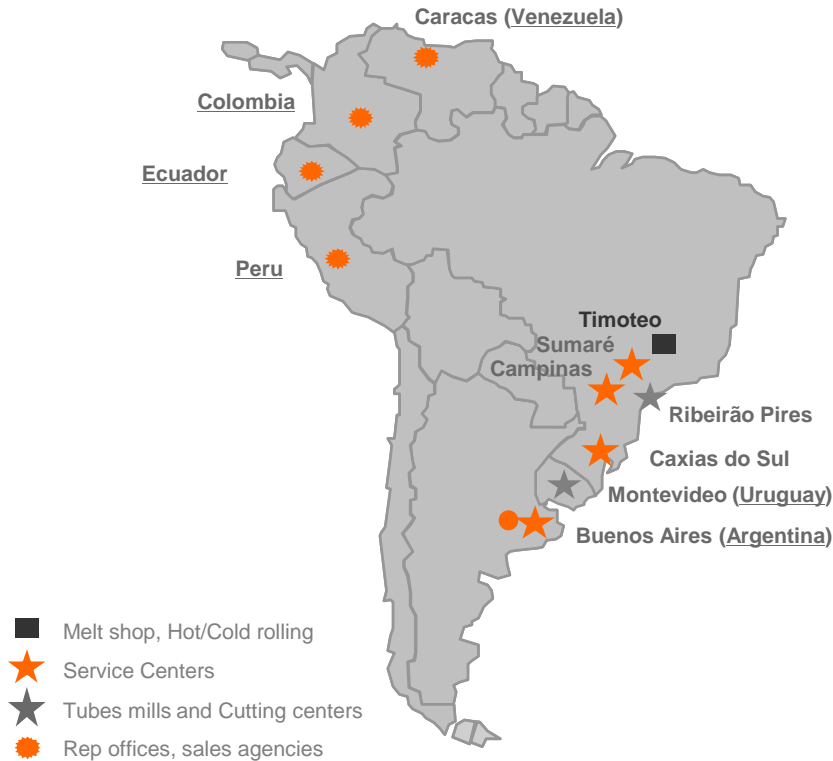 Caracas (Venezuela)
Colombia
Ecuador
Peru
Timoteo
Sumaré
Campinas
Ribeirão Pires
Caxias do Sul
Montevideo (Uruguay)
Buenos Aires (Argentina)
Melt shop, Hot/Cold rolling
Service Centers
Tubes mills and Cutting centers
Rep offices, sales agencies